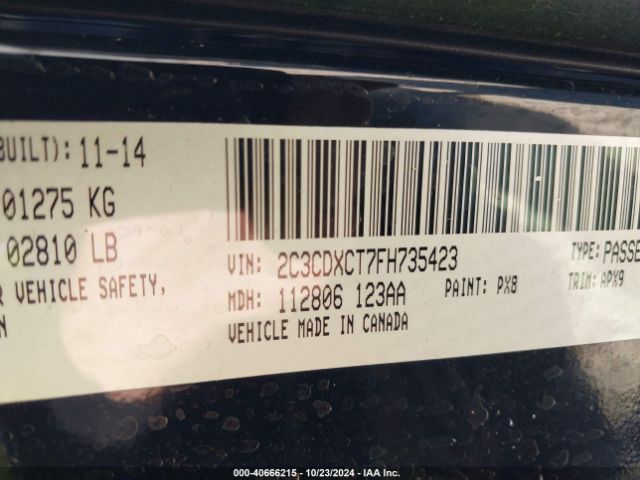 BUILT): 11-14
01275 KG
02810 LB
VEHICLE SAFETY,
VIN: 2C3CDXCT7FH735423
TYPE: PASSE
MDH: 112806 123AA
PAINT: PX8
TRIM: APX9
VEHICLE MADE IN CANADA
000-40666215 - 10/23/2024 - IAA Inc.